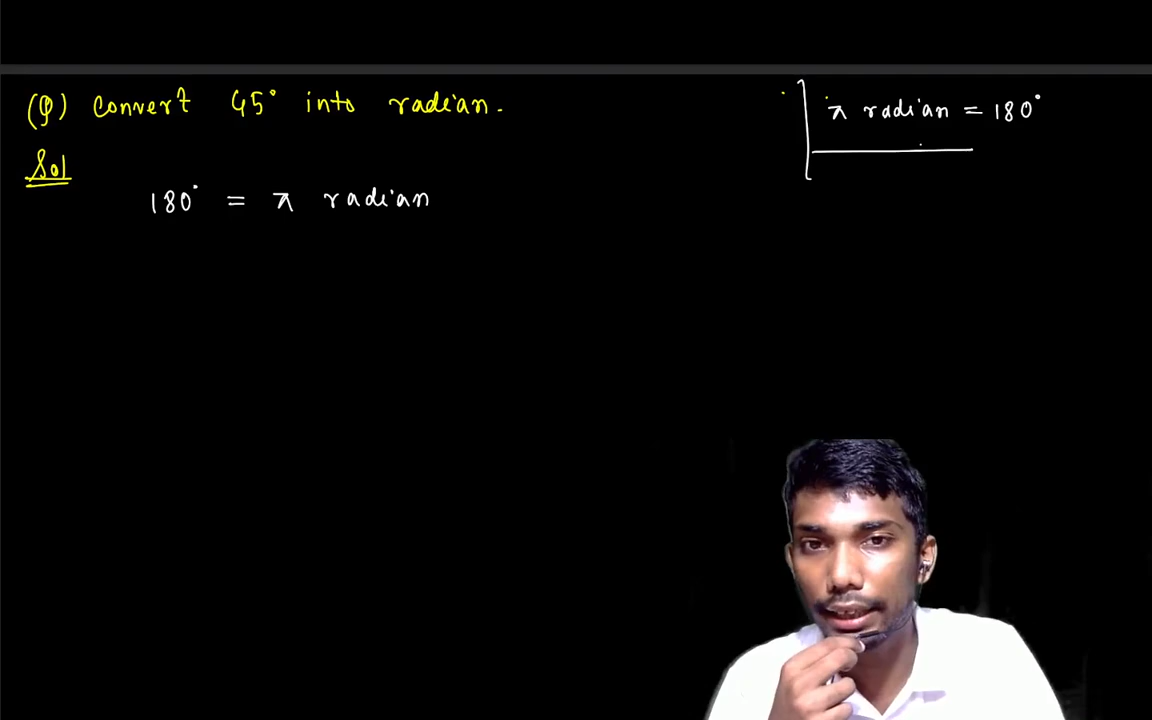 (Q) Convert 45° into radian.
π radian = 180°
Sol
180° = π radian